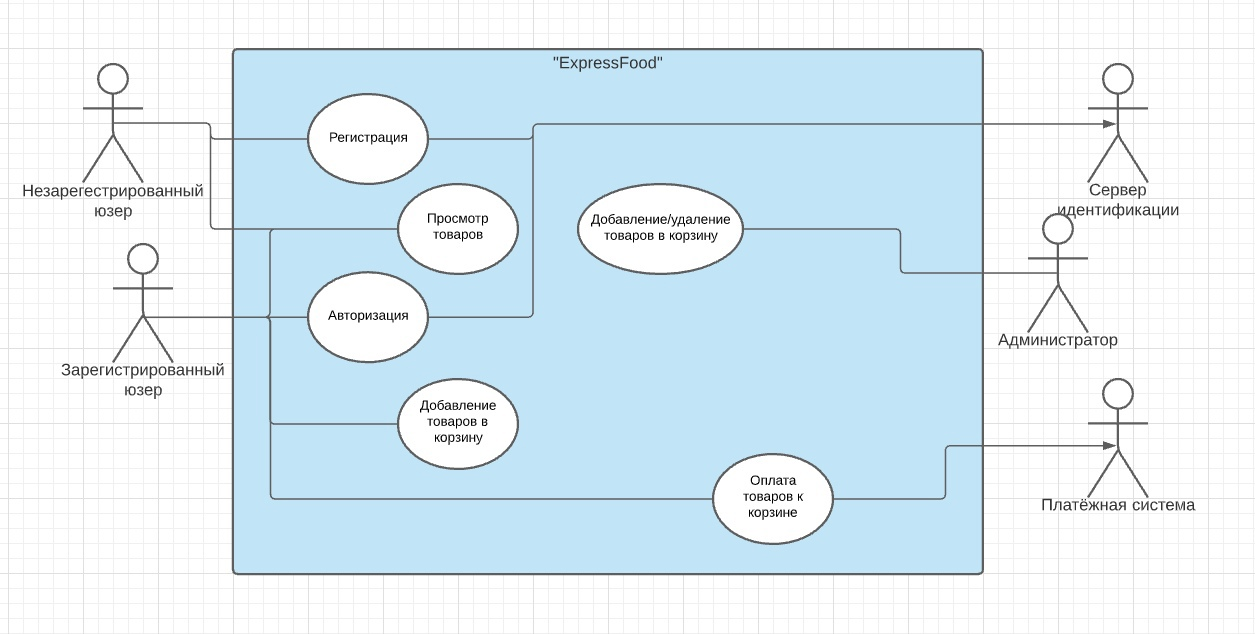 "ExpressFood"
Незарегестрированный
юзер
Регистрация
Сервер
идентификации
Просмотр
товаров
Добавление/удаление
товаров в корзину
Зарегистрированный
юзер
Авторизация
Администратор
Добавление
товаров в
корзину
Оплата
товаров к
корзине
Платёжная система